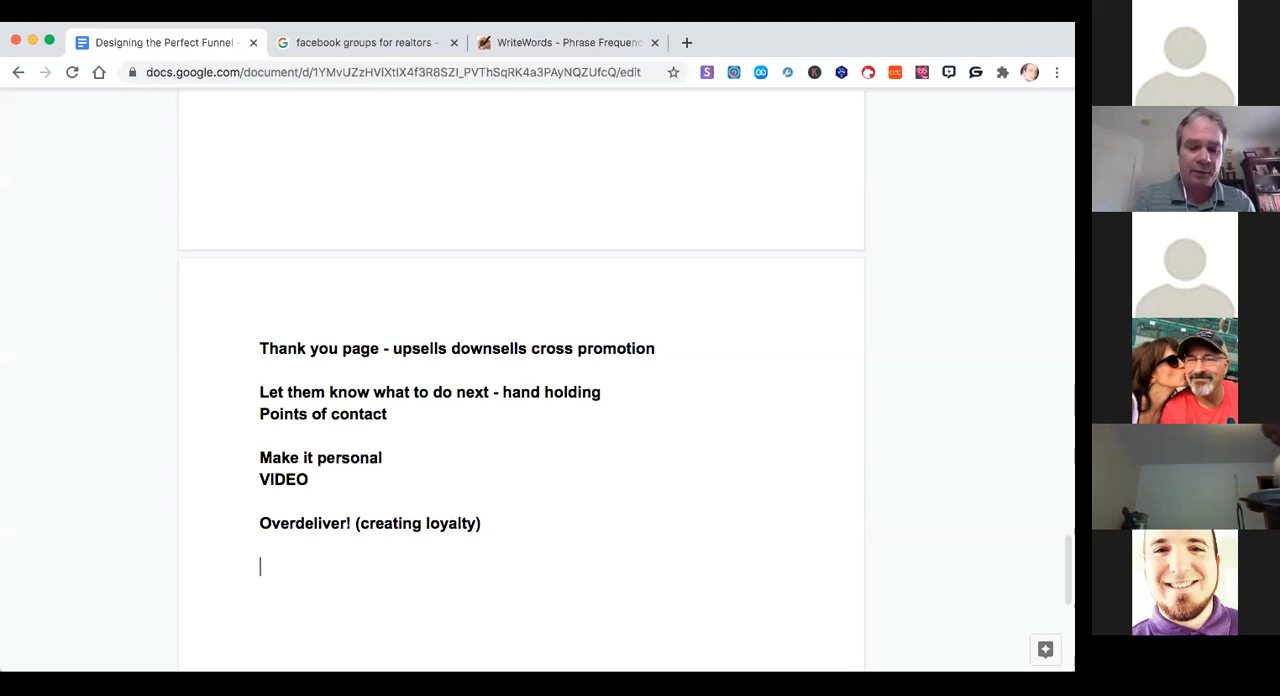 Designing the Perfect Funnel -
facebook groups for realtors -
WriteWords - Phrase Frequenc
docs.google.com/document/d/1YMvUZzHVIXtIX4f3R8SZI_PVThSqRK4a3PAyNQZUfcQ/edit
Thank you page - upsells downsells cross promotion
Let them know what to do next - hand holding
Points of contact
Make it personal
VIDEO
Overdeliver! (creating loyalty)